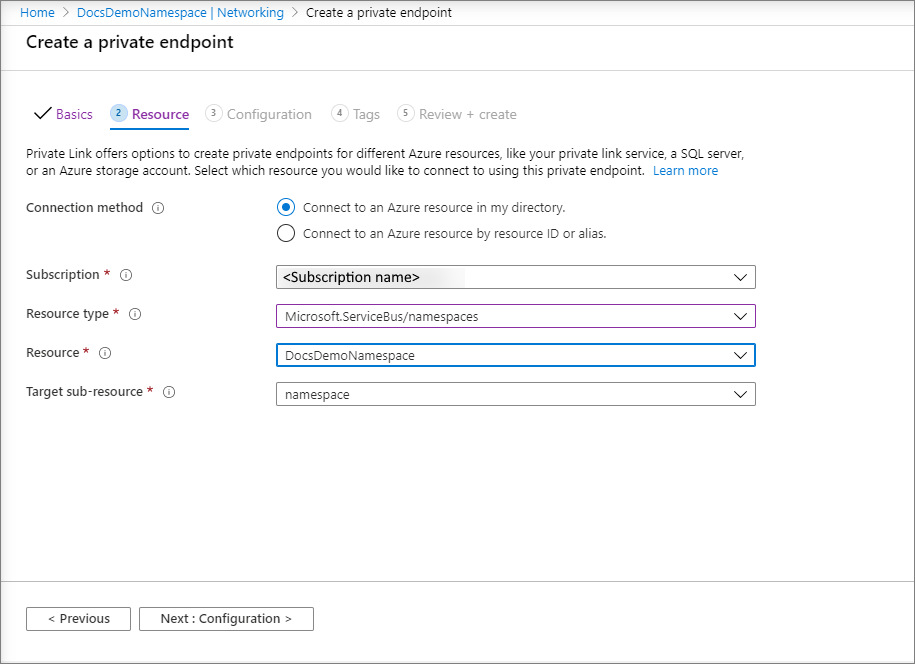 Home > DocsDemoNamespace | Networking > Create a private endpoint
Create a private endpoint
Basics 2 Resource 3 Configuration 4 Tags 5 Review + create
Private Link offers options to create private endpoints for different Azure resources, like your private link service, a SQL server,
or an Azure storage account. Select which resource you would like to connect to using this private endpoint. Learn more
Connection method Connect to an Azure resource in my directory.
Connect to an Azure resource by resource ID or alias.
Subscription * <Subscription name>
Resource type * Microsoft.ServiceBus/namespaces
Resource * DocsDemoNamespace
Target sub-resource * namespace
< Previous Next : Configuration >